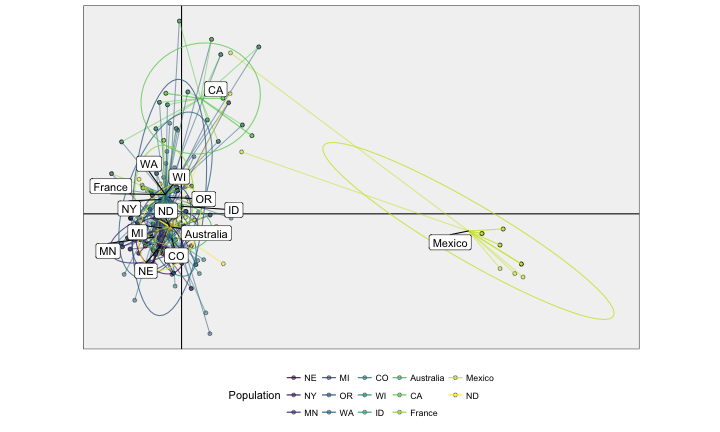 CA
WA
WI
France
OR
NY
ND
ID
MI
Australia
Mexico
MN
CO
NE
Population
NE MI CO Australia Mexico
NY OR WI CA ND
MN WA ID France